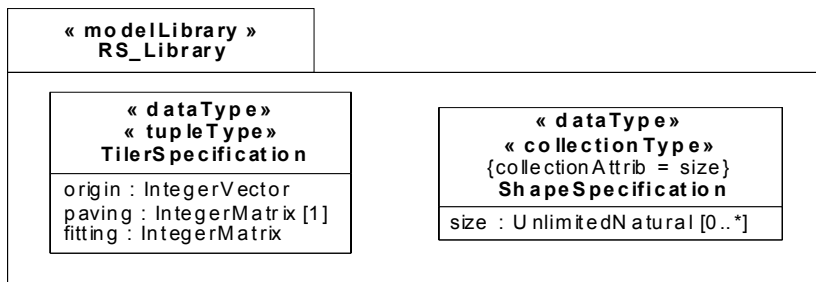 « modelLibrary »
RS_Library
« dataType»
« tupleType»
TilerSpecification
origin : IntegerVector
paving : IntegerMatrix [1]
fitting : IntegerMatrix
« dataType»
« collectionType»
{collectionAttrib = size}
ShapeSpecification
size : UnlimitedNatural [0..*]